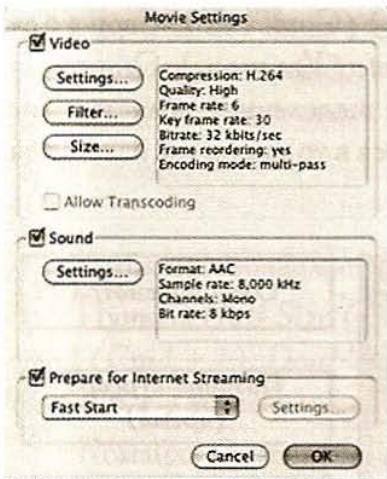 Movie Settings
Video
Settings...
Filter...
Size...
Compression: H.264
Quality: High
Frame rate: 6
Key frame rate: 30
Bitrate: 32 kbits/sec
Frame reordering: yes
Encoding mode: multi-pass
Allow Transcoding
Sound
Settings...
Format: AAC
Sample rate: 8,000 kHz
Channels: Mono
Bit rate: 8 kbps
Prepare for Internet Streaming
Fast Start
Settings...
Cancel
OK